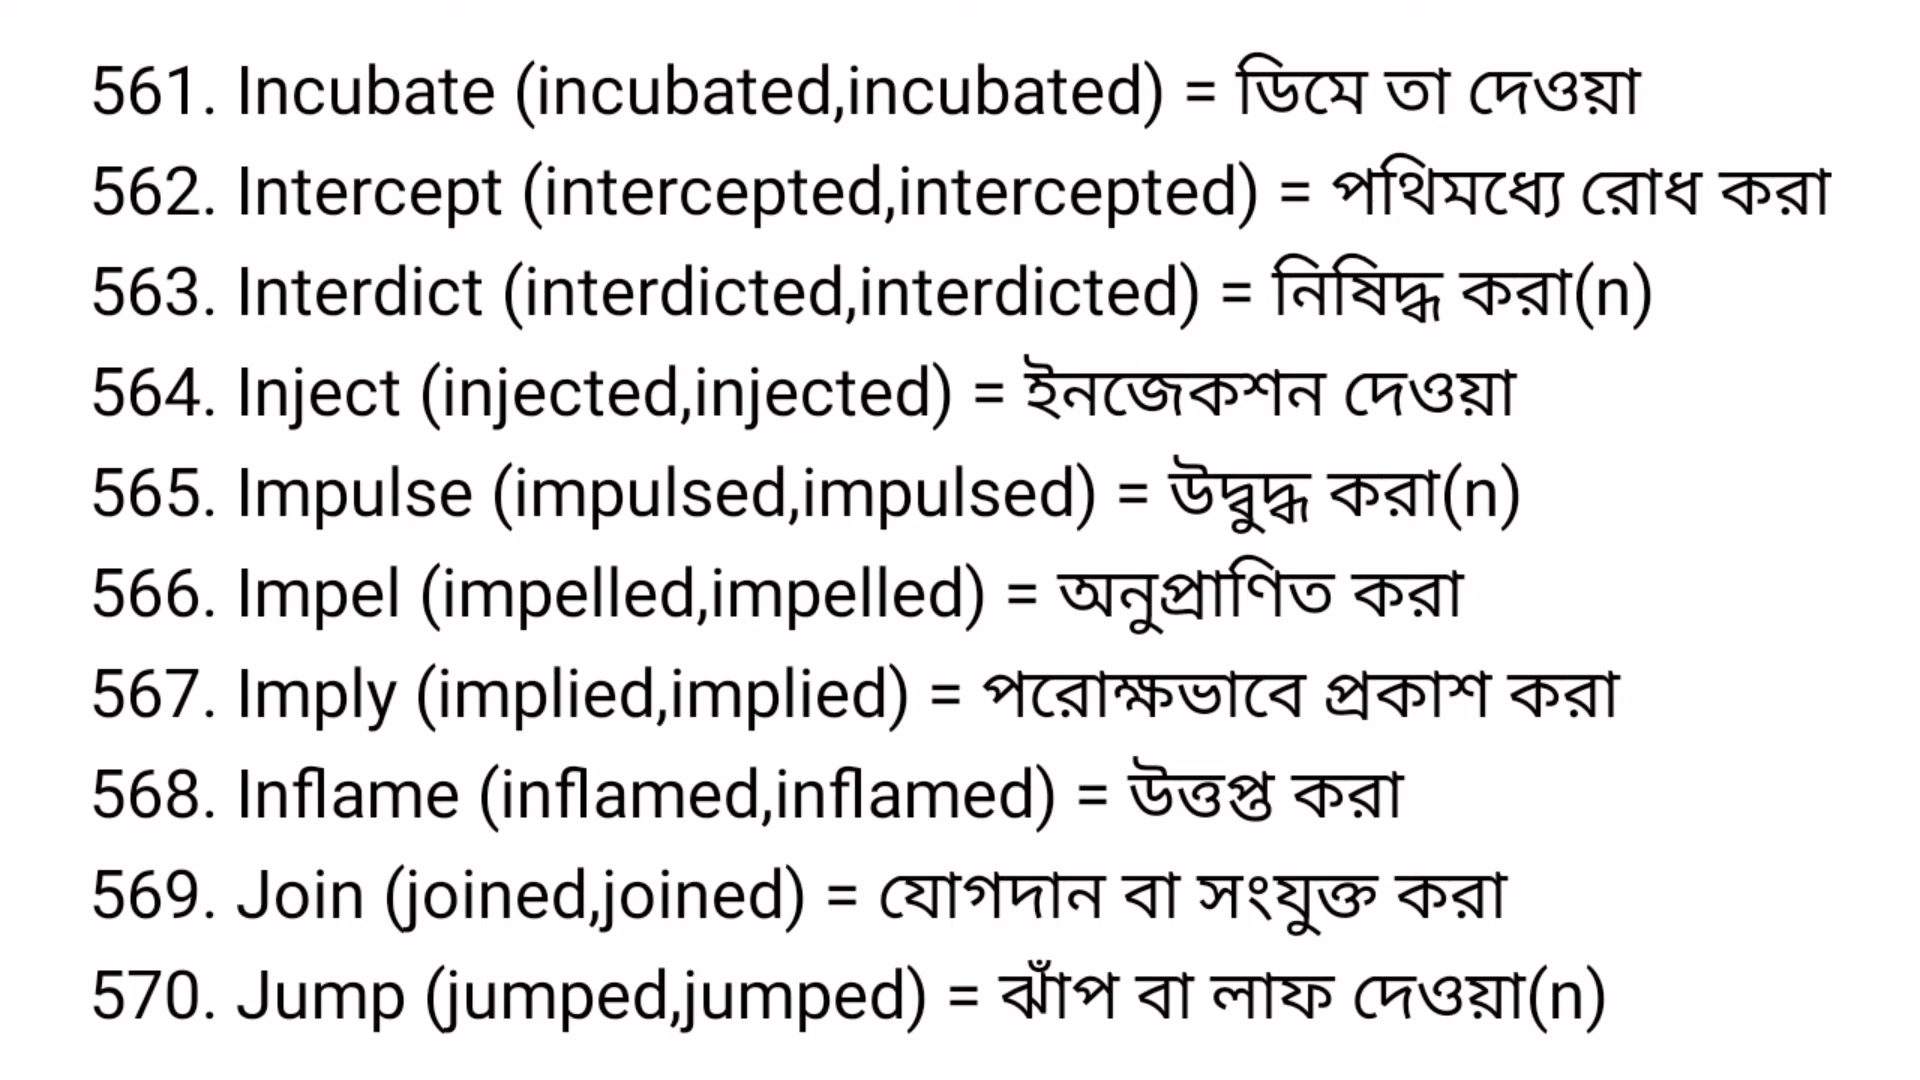 561. Incubate (incubated,incubated) = ডিমে তা দেওয়া
562. Intercept (intercepted,intercepted) = পথিমধ্যে রোধ করা
563. Interdict (interdicted,interdicted) = নিষিদ্ধ করা(n)
564. Inject (injected,injected) = ইনজেকশন দেওয়া
565. Impulse (impulsed,impulsed) = উদ্বুদ্ধ করা(n)
566. Impel (impelled,impelled) = অনুপ্রাণিত করা
567. Imply (implied,implied) = পরোক্ষভাবে প্রকাশ করা
568. Inflame (inflamed,inflamed) = উত্তপ্ত করা
569. Join (joined,joined) = যোগদান বা সংযুক্ত করা
570. Jump (jumped,jumped) = ঝাঁপ বা লাফ দেওয়া(n)